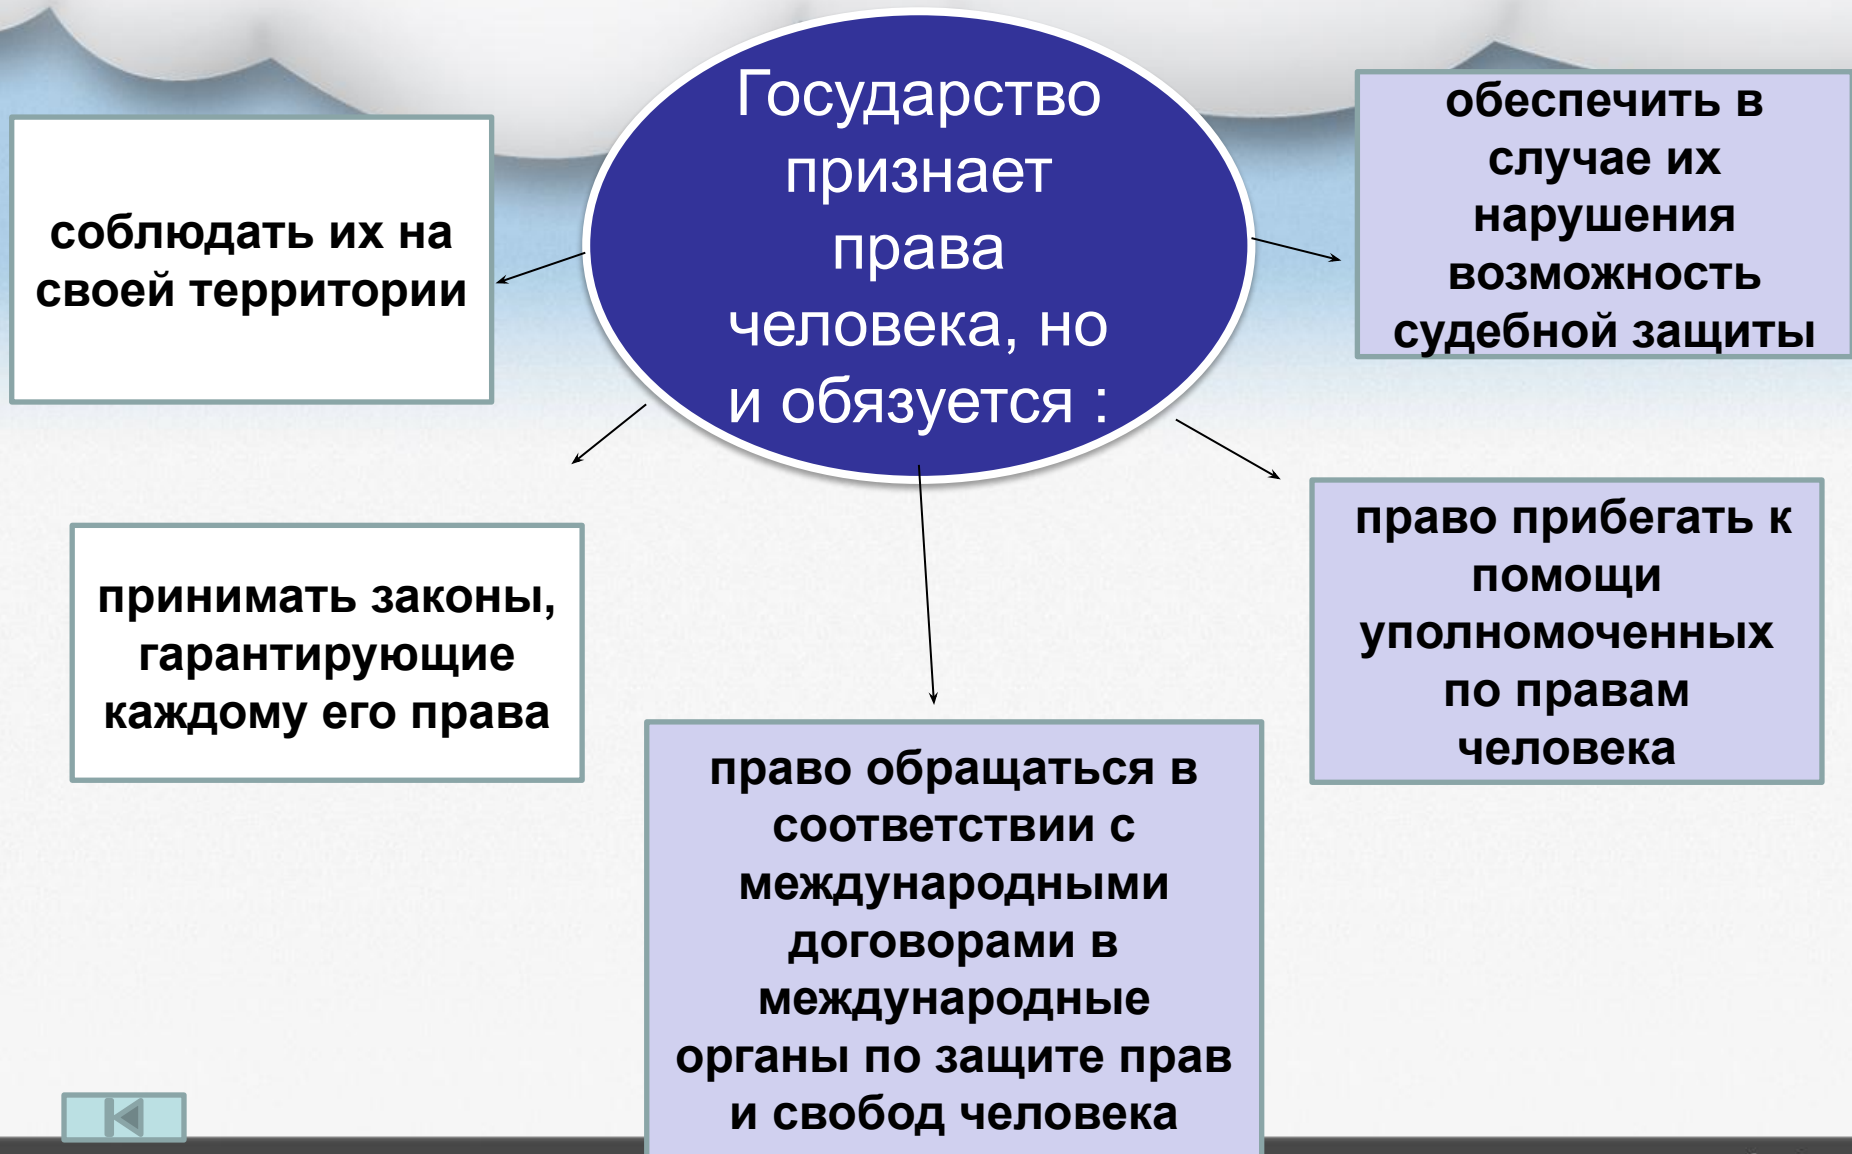 Государство
признает
права
человека, но
и обязуется :
соблюдать их на
своей территории
обеспечить в
случае их
нарушения
возможность
судебной защиты
принимать законы,
гарантирующие
каждому его права
право прибегать к
помощи
уполномоченных
по правам
человека
право обращаться в
соответствии с
международными
договорами в
международные
органы по защите прав
и свобод человека